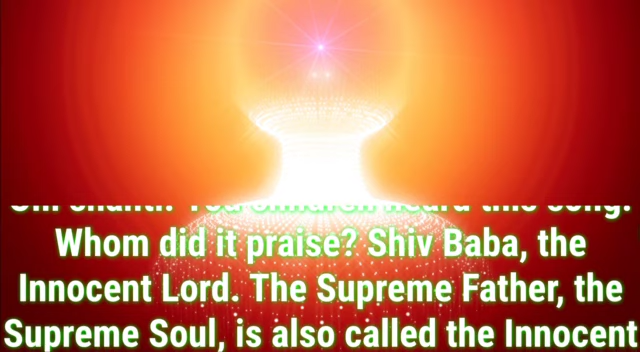 Om shanti. You children heard this song.
Whom did it praise? Shiv Baba, the
Innocent Lord. The Supreme Father, the
Supreme Soul, is also called the Innocent